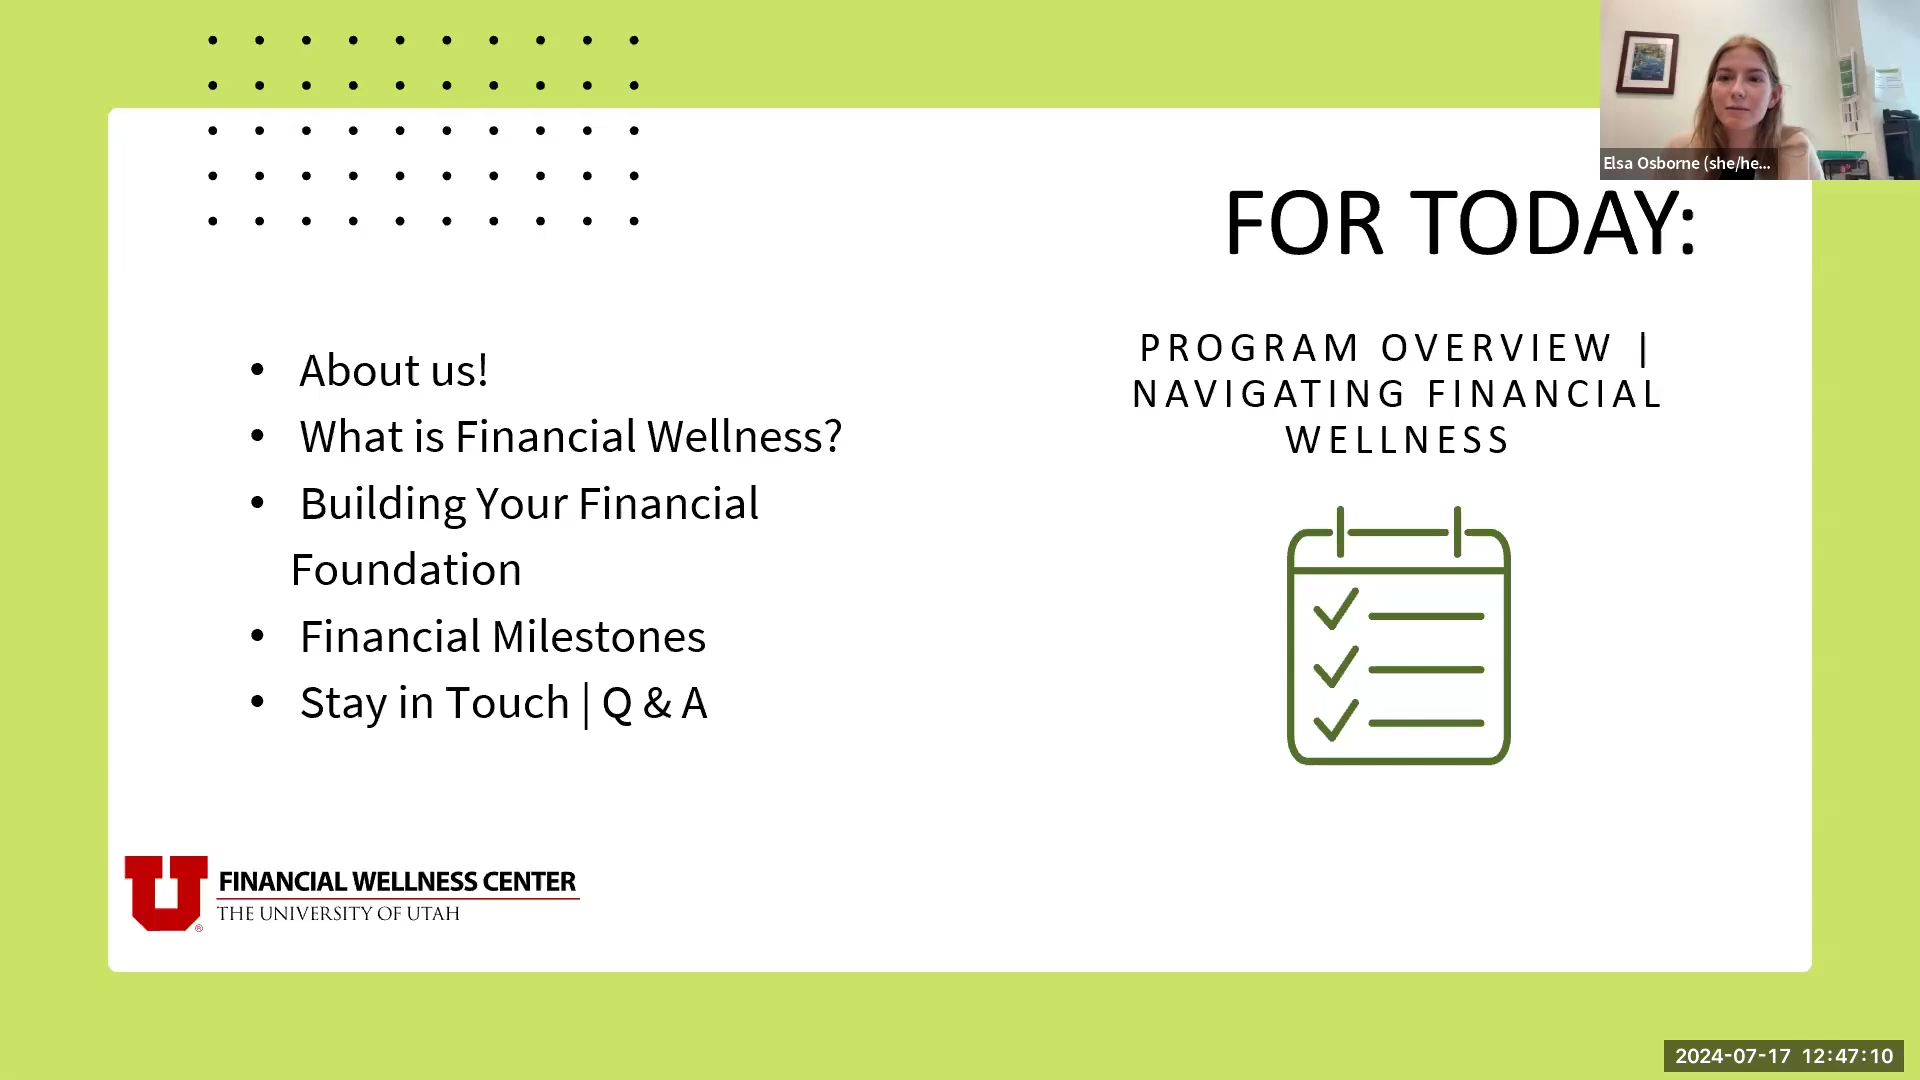 Elsa Osborne (she/he...
FOR TODAY:
PROGRAM OVERVIEW |
NAVIGATING FINANCIAL
WELLNESS
• About us!
• What is Financial Wellness?
• Building Your Financial
Foundation
• Financial Milestones
• Stay in Touch | Q & A
U
®
FINANCIAL WELLNESS CENTER
THE UNIVERSITY OF UTAH
2024-07-17 12:47:10